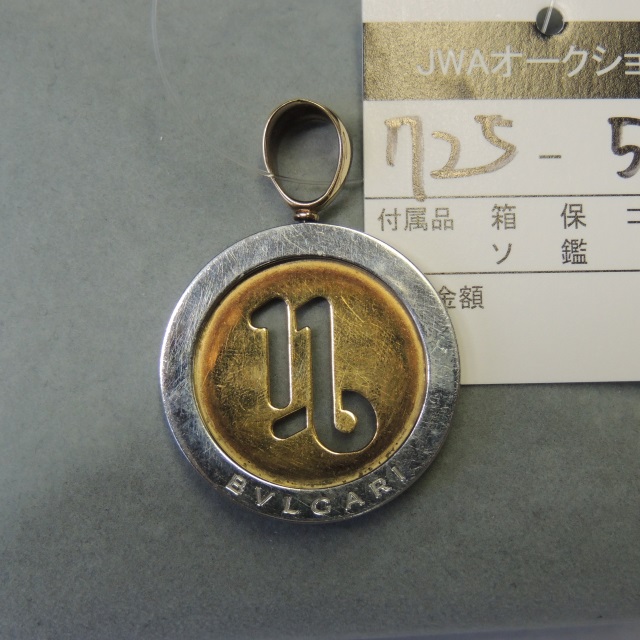 JWAオークショ
725-5
付属品 箱 保 コ
ソ 鑑
金額
BVLGARI